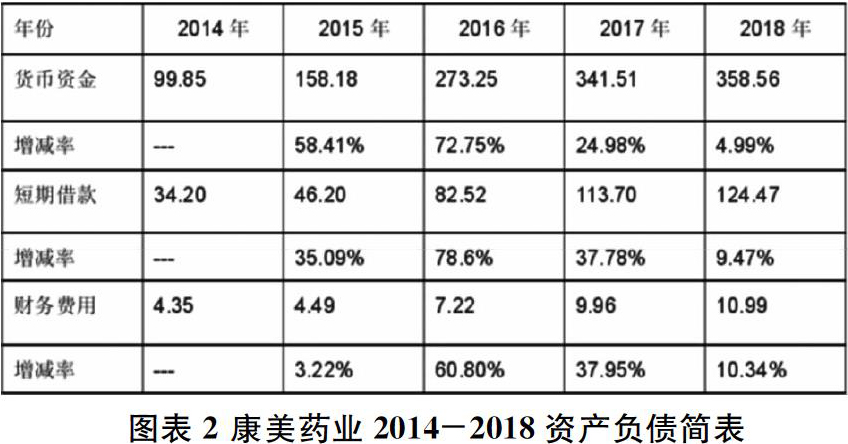 年份 2014 年 2015 年 2016 年 2017 年 2018 年
货币资金 99.85 158.18 273.25 341.51 358.56
增减率 --- 58.41% 72.75% 24.98% 4.99%
短期借款 34.20 46.20 82.52 113.70 124.47
增减率 --- 35.09% 78.6% 37.78% 9.47%
财务费用 4.35 4.49 7.22 9.96 10.99
增减率 --- 3.22% 60.80% 37.95% 10.34%
图表 2 康美药业 2014－2018 资产负债简表